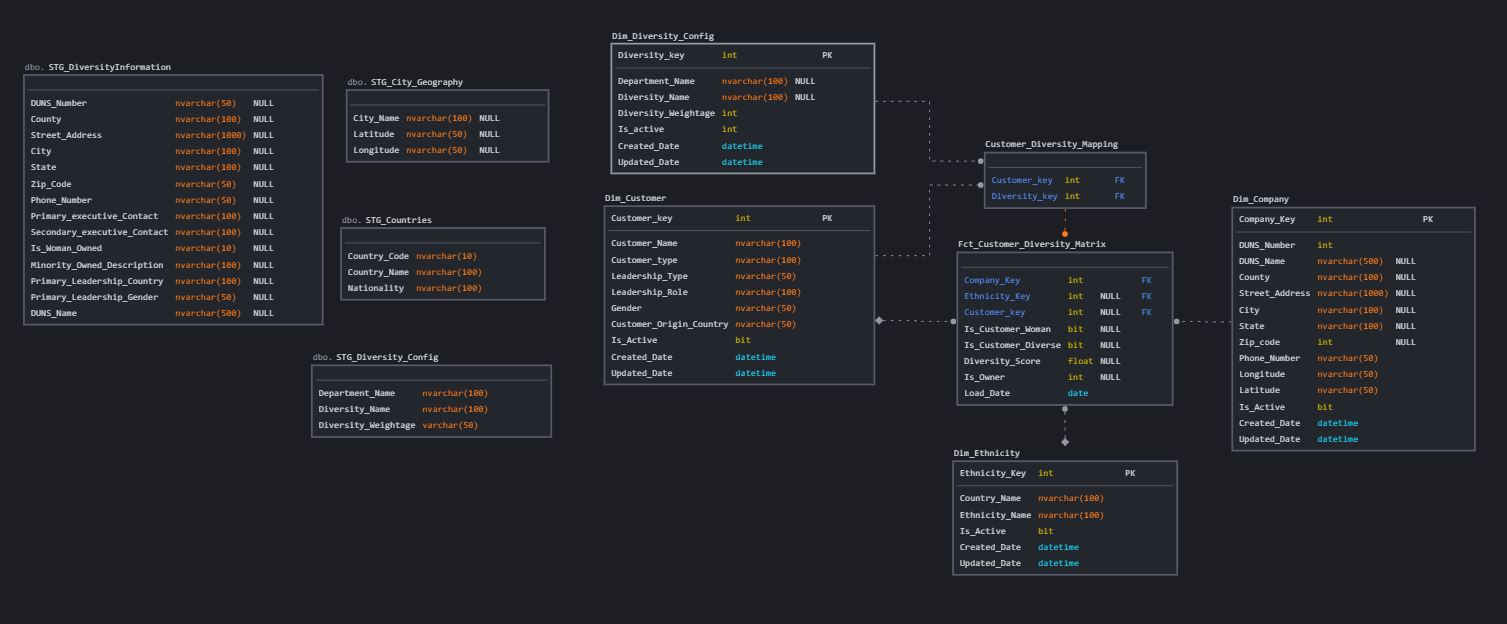 dbo. STG_DiversityInformation
DUNS_Number nvarchar(50) NULL
County nvarchar(100) NULL
Street_Address nvarchar(1000) NULL
City nvarchar(100) NULL
State nvarchar(100) NULL
Zip_Code nvarchar(50) NULL
Phone_Number nvarchar(50) NULL
Primary_executive_Contact nvarchar(100) NULL
Secondary_executive_Contact nvarchar(100) NULL
Is_Woman_Owned nvarchar(10) NULL
Minority_Owned_Description nvarchar(100) NULL
Primary_Leadership_Country nvarchar(100) NULL
Primary_Leadership_Gender nvarchar(50) NULL
DUNS_Name nvarchar(500) NULL
dbo. STG_City_Geography
City_Name nvarchar(100) NULL
Latitude nvarchar(50) NULL
Longitude nvarchar(50) NULL
dbo. STG_Countries
Country_Code nvarchar(10)
Country_Name nvarchar(100)
Nationality nvarchar(100)
dbo. STG_Diversity_Config
Department_Name nvarchar(100)
Diversity_Name nvarchar(100)
Diversity_Weightage varchar(50)
Dim_Diversity_Config
Diversity_key int PK
Department_Name nvarchar(100) NULL
Diversity_Name nvarchar(100) NULL
Diversity_Weightage int
Is_active int
Created_Date datetime
Updated_Date datetime
Dim_Customer
Customer_key int PK
Customer_Name nvarchar(100)
Customer_type nvarchar(100)
Leadership_Type nvarchar(50)
Leadership_Role nvarchar(100)
Gender nvarchar(50)
Customer_Origin_Country nvarchar(50)
Is_Active bit
Created_Date datetime
Updated_Date datetime
Customer_Diversity_Mapping
Customer_key int FK
Diversity_key int FK
Fct_Customer_Diversity_Matrix
Company_Key int FK
Ethnicity_Key int NULL FK
Customer_key int NULL FK
Is_Customer_Woman bit NULL
Is_Customer_Diverse bit NULL
Diversity_Score float NULL
Is_Owner int NULL
Load_Date date
Dim_Ethnicity
Ethnicity_Key int PK
Country_Name nvarchar(100)
Ethnicity_Name nvarchar(100)
Is_Active bit
Created_Date datetime
Updated_Date datetime
Dim_Company
Company_Key int PK
DUNS_Number int
DUNS_Name nvarchar(500) NULL
County nvarchar(100) NULL
Street_Address nvarchar(1000) NULL
City nvarchar(100) NULL
State nvarchar(100) NULL
Zip_code int NULL
Phone_Number nvarchar(50)
Longitude nvarchar(50)
Latitude nvarchar(50)
Is_Active bit
Created_Date datetime
Updated_Date datetime